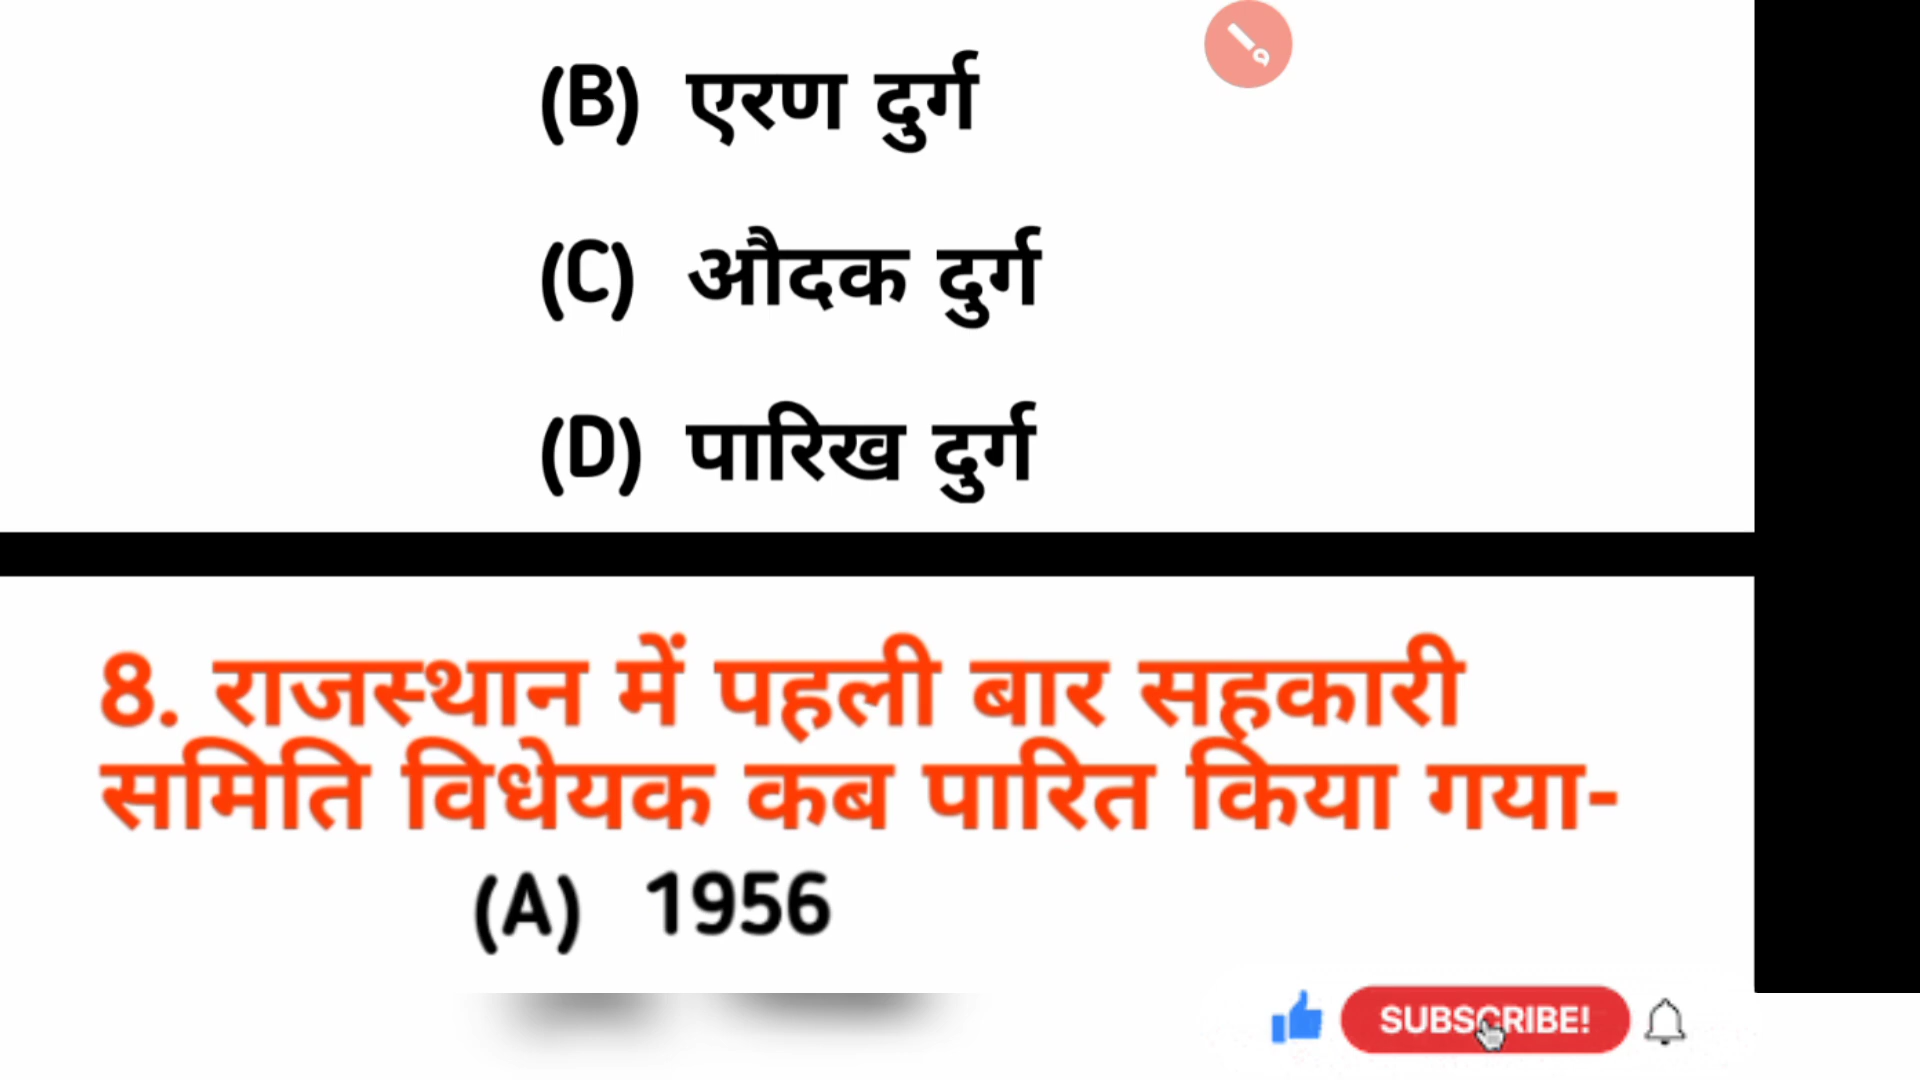 (B) एरण दुर्ग
(C) औदक दुर्ग
(D) पारिख दुर्ग
8. राजस्थान में पहली बार सहकारी
समिति विधेयक कब पारित किया गया-
(A) 1956
SUBSCRIBE!